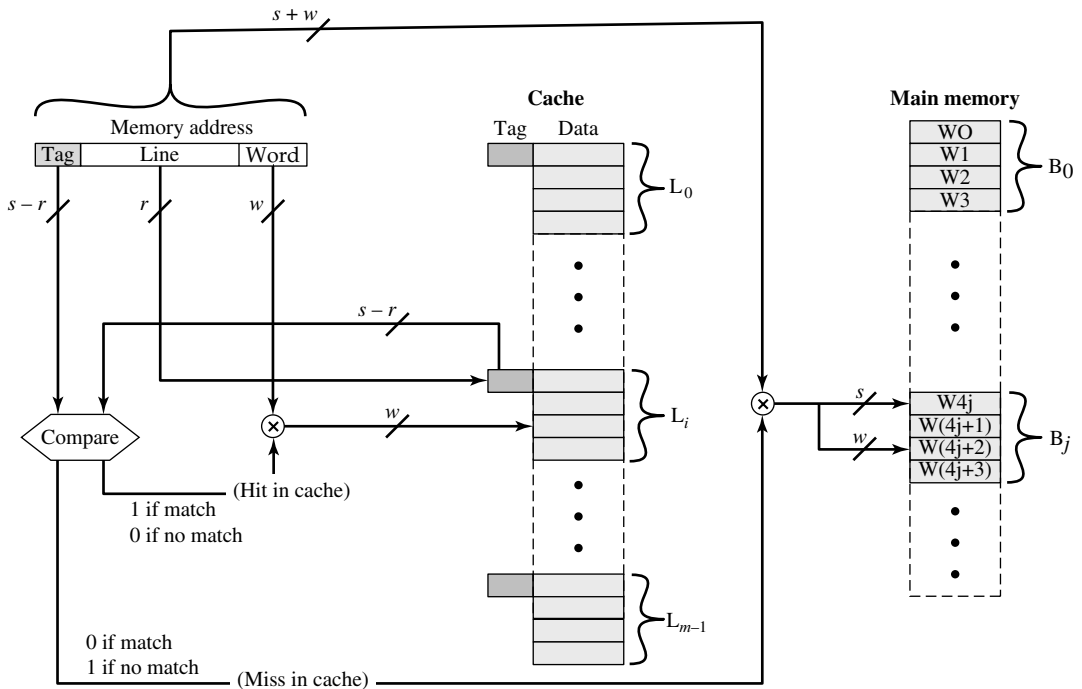 s + w
Cache
Main memory
Memory address
Tag Data
Tag Line Word
WO
W1
W2
W3
B0
L0
s – r
r
w
s – r
W4j
W(4j+1)
W(4j+2)
W(4j+3)
Bj
s
w
Li
w
Compare
(Hit in cache)
1 if match
0 if no match
Lm–1
0 if match
1 if no match
(Miss in cache)